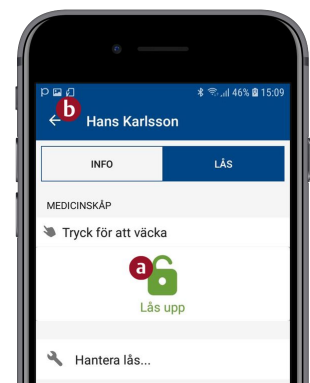 46% 15:09
b
Hans Karlsson
INFO LÅS
MEDICINSKÅP
Tryck för att väcka
a
Lås upp
Hantera lås...